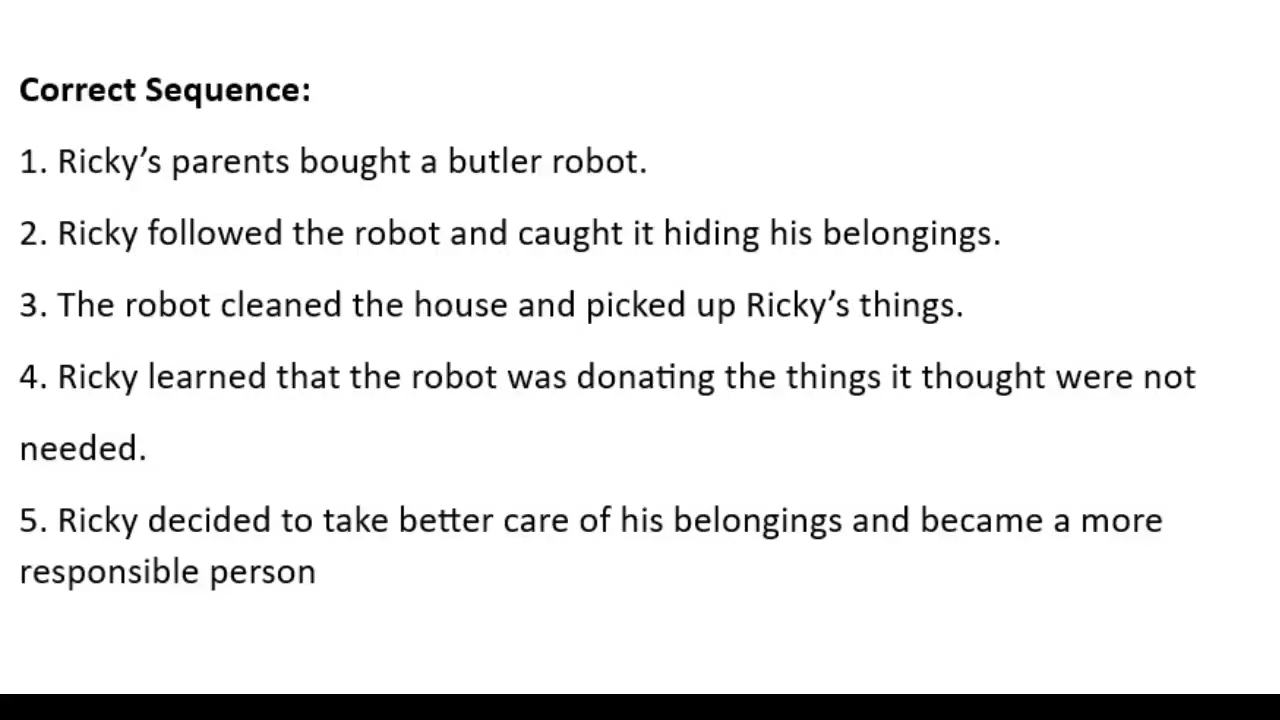 Correct Sequence:
1. Ricky’s parents bought a butler robot.
2. Ricky followed the robot and caught it hiding his belongings.
3. The robot cleaned the house and picked up Ricky’s things.
4. Ricky learned that the robot was donating the things it thought were not
needed.
5. Ricky decided to take better care of his belongings and became a more
responsible person